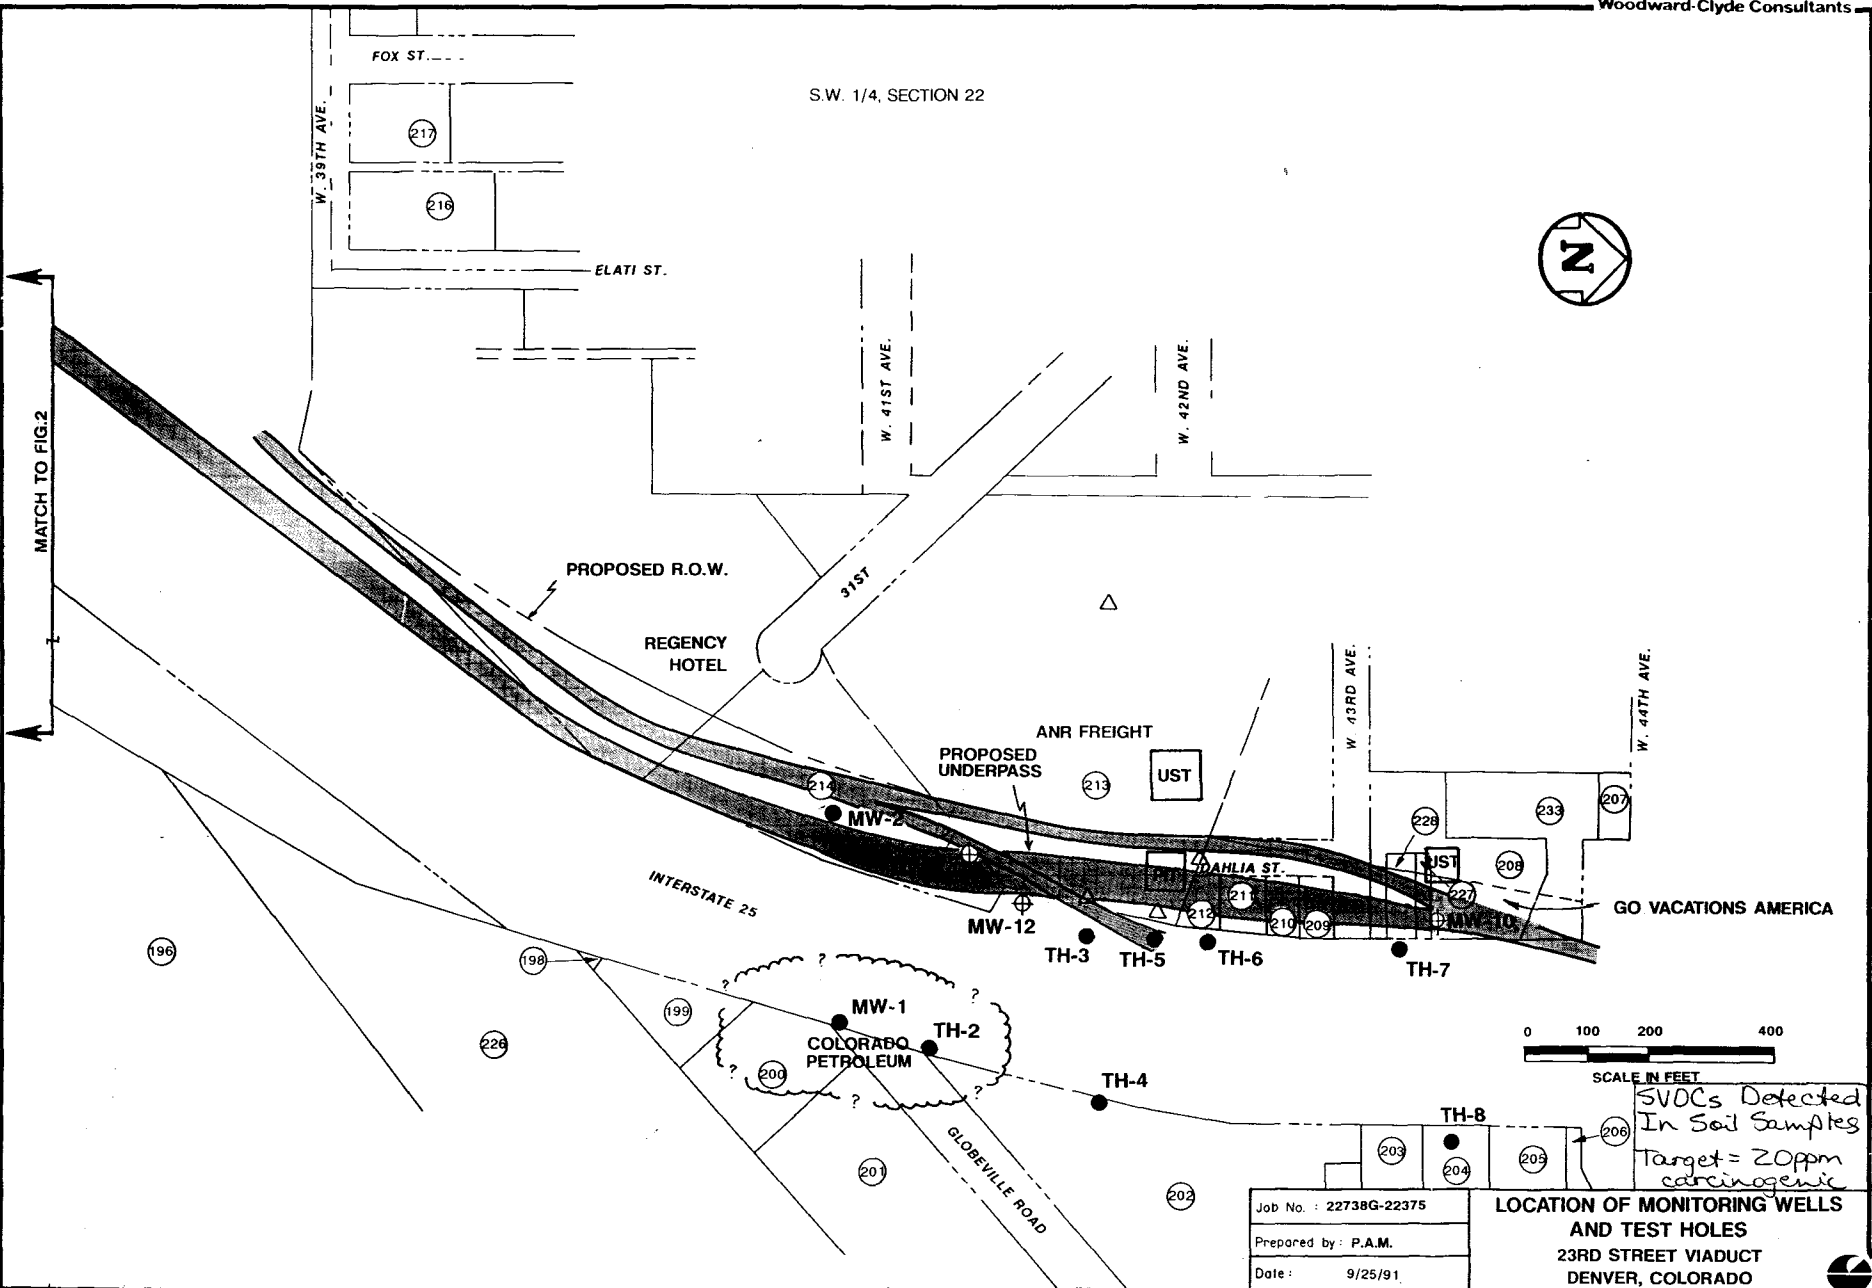 Woodward-Clyde Consultants
FOX ST.
S.W. 1/4, SECTION 22
W. 39TH AVE.
217
216
N
ELATI ST.
W. 41ST AVE.
W. 42ND AVE.
MATCH TO FIG.2
PROPOSED R.O.W.
31ST
REGENCY
HOTEL
W. 43RD AVE.
W. 44TH AVE.
ANR FREIGHT
PROPOSED
UNDERPASS
UST
213
214
MW-2
228
233
207
UST
208
DAHLIA ST.
227
211
212
210
209
MW-10
GO VACATIONS AMERICA
INTERSTATE 25
MW-12
TH-3
TH-5
TH-6
TH-7
196
198
?
?
?
199
MW-1
TH-2
COLORADO
PETROLEUM
226
200
?
?
?
TH-4
0 100 200 400
SCALE IN FEET
SVOCs Detected
In Soil Samples
Target = 20ppm
carcinogenic
TH-8
206
203
204
205
GLOBEVILLE ROAD
201
202
Job No. : 22738G-22375
Prepared by : P.A.M.
Date : 9/25/91
LOCATION OF MONITORING WELLS
AND TEST HOLES
23RD STREET VIADUCT
DENVER, COLORADO